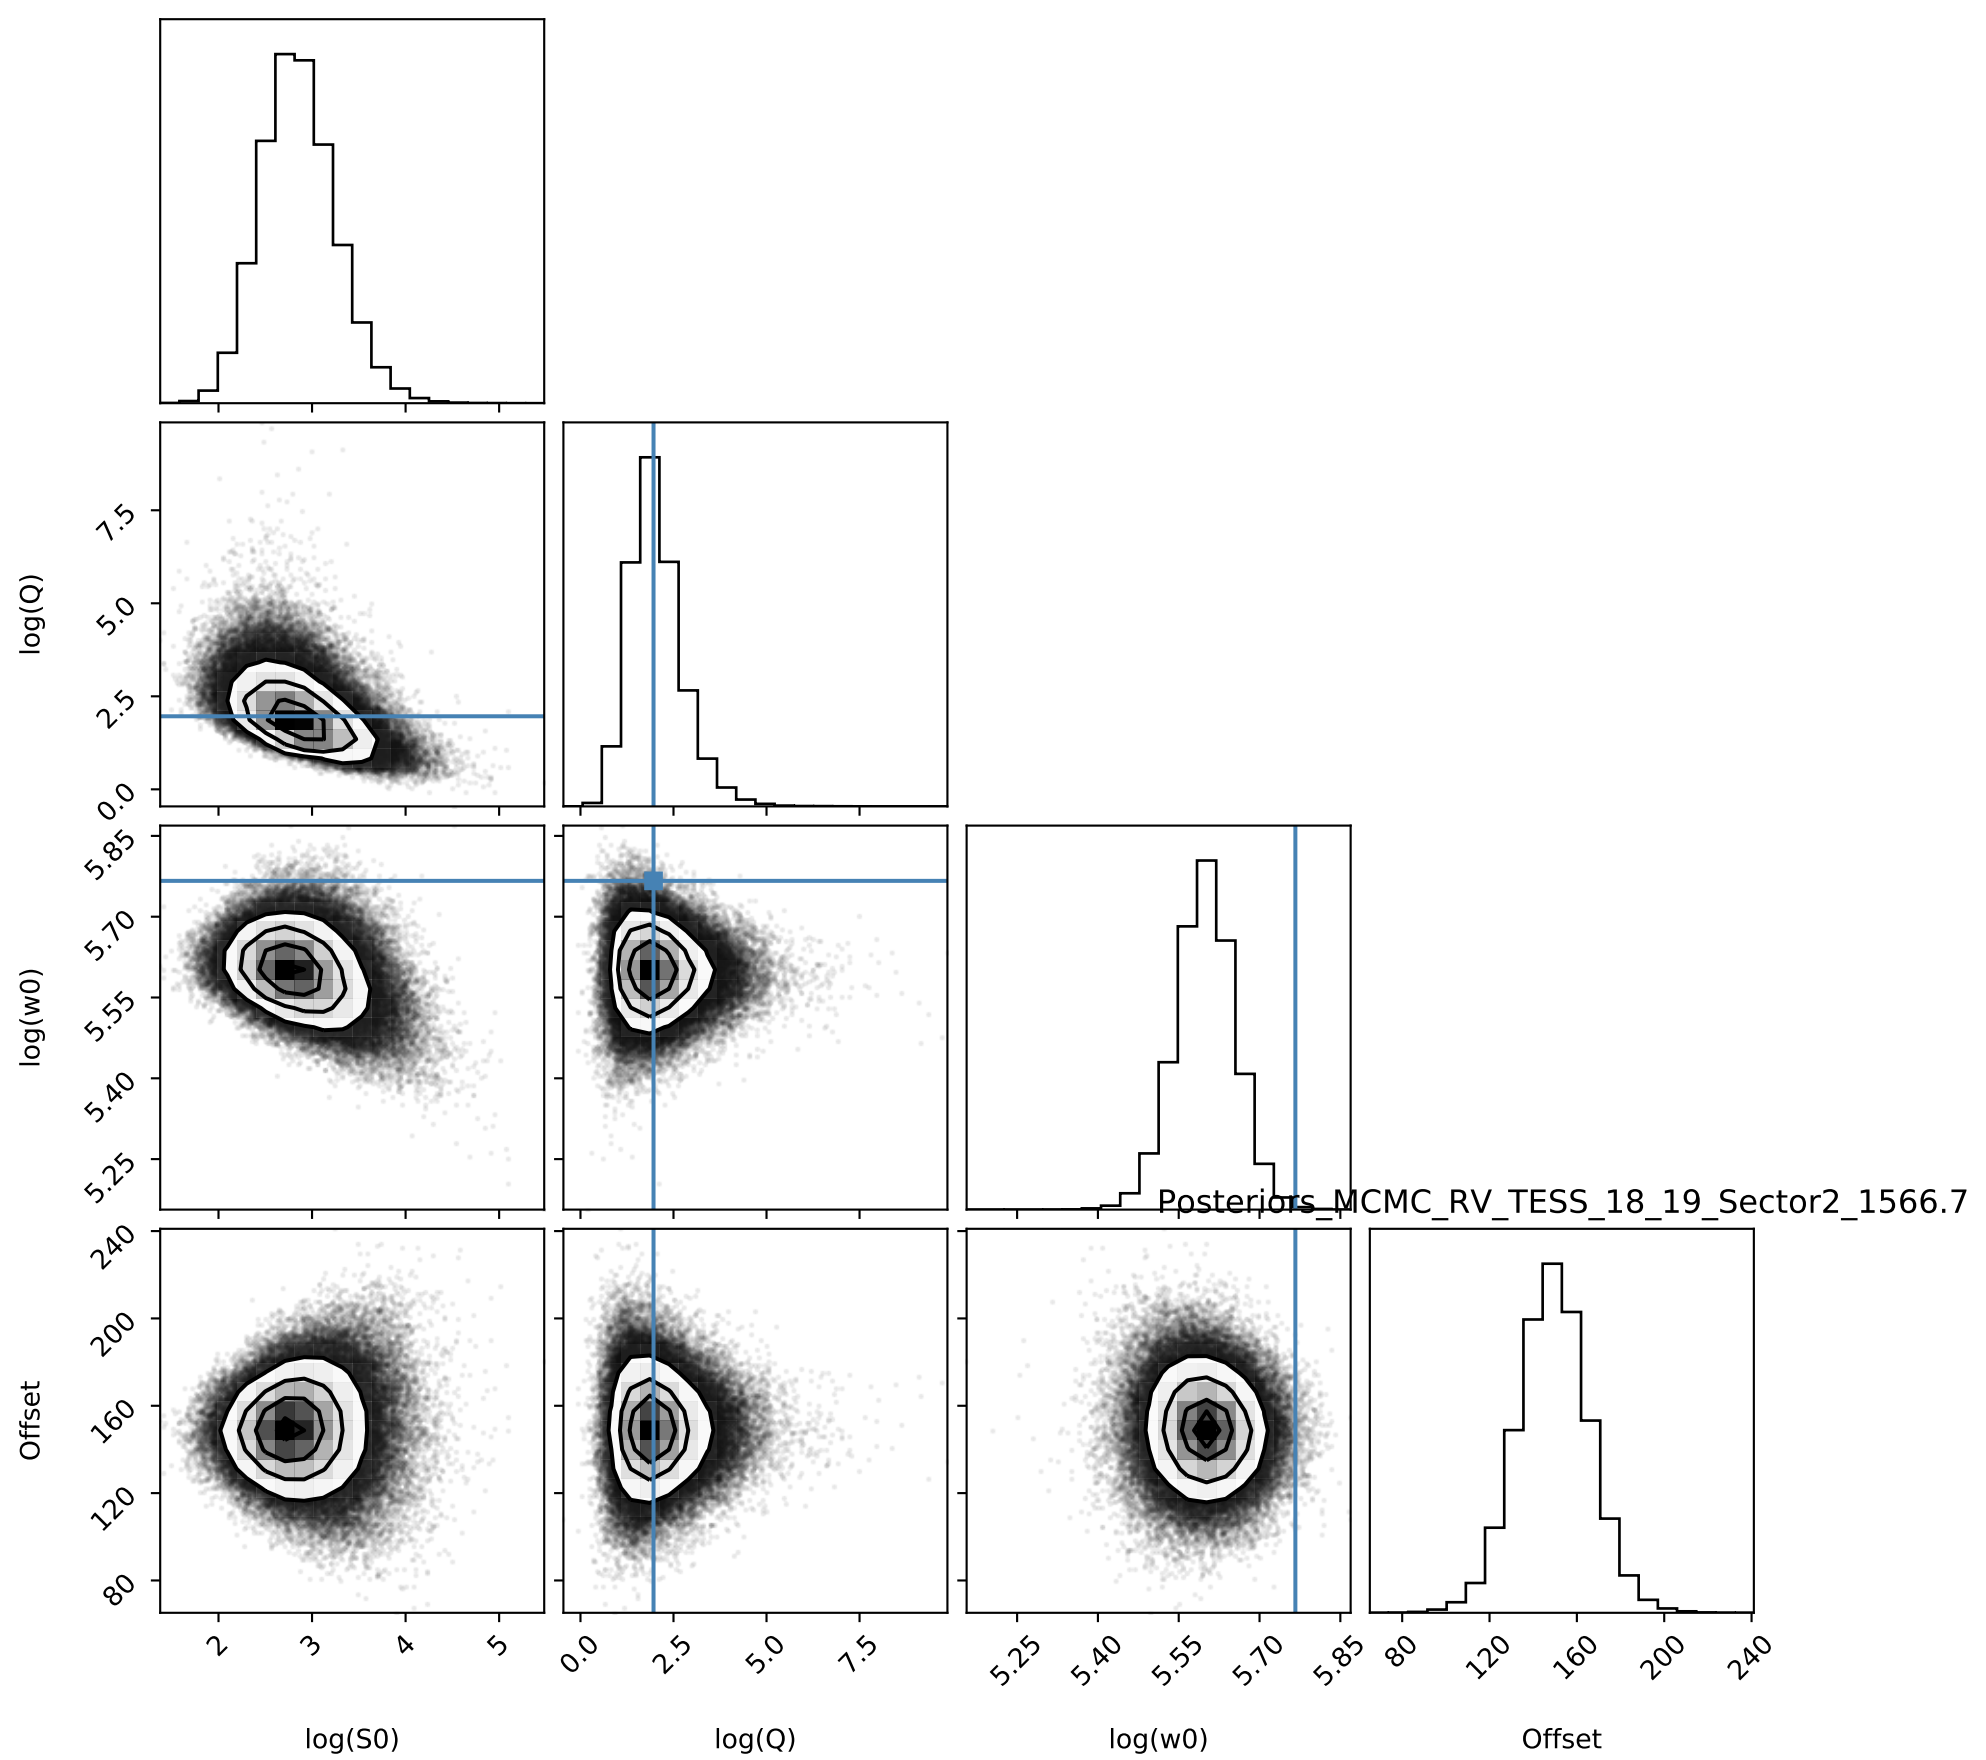 log(Q)
7.5
5.0
2.5
0.0
log(w0)
5.85
5.70
5.55
5.40
5.25
Posteriors_MCMC_RV_TESS_18_19_Sector2_1566.7
Offset
240
200
160
120
80
2 3 4 5
0.0 2.5 5.0 7.5
5.25 5.40 5.55 5.70 5.85
80 120 160 200 240
log(S0) log(Q) log(w0) Offset